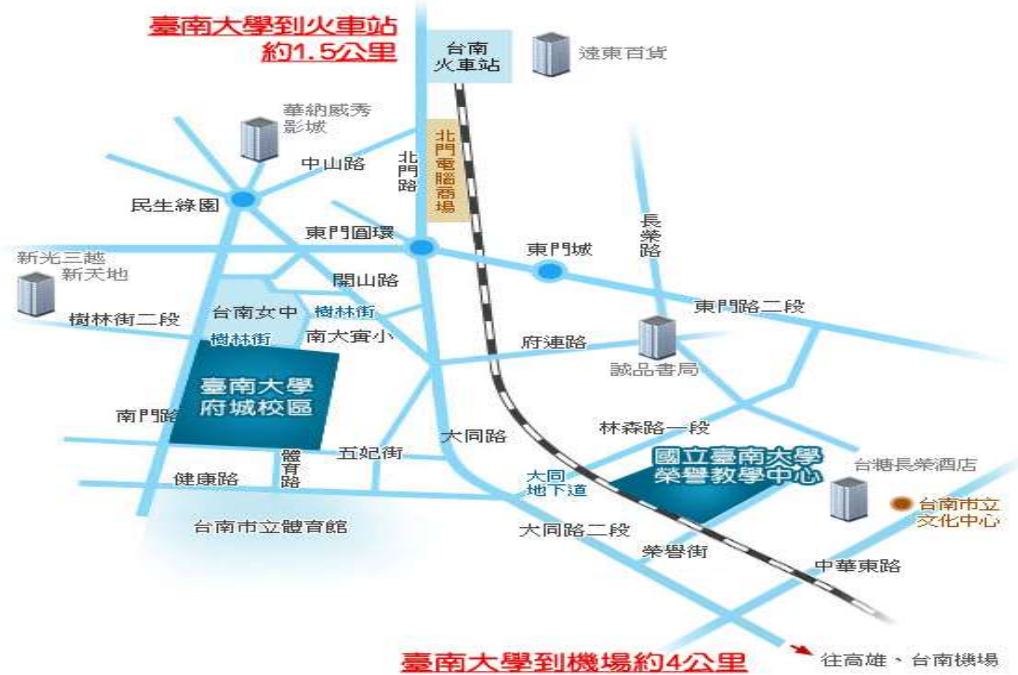 臺南大學到火車站
約1.5公里
台南
火車站
遠東百貨
華納威秀
影城
中山路
北門路
北門電腦商場
民生綠園
長榮路
東門圓環
東門城
新光三越
新天地
開山路
東門路二段
台南女中
樹林街
樹林街二段
樹林街
南大實小
府連路
誠品書局
臺南大學
府城校區
南門路
大同路
林森路一段
五妃街
體育路
國立臺南大學
榮譽教學中心
健康路
大同
地下道
台糖長榮酒店
台南市立體育館
大同路二段
台南市立
文化中心
榮譽街
中華東路
臺南大學到機場約4公里
往高雄、台南機場